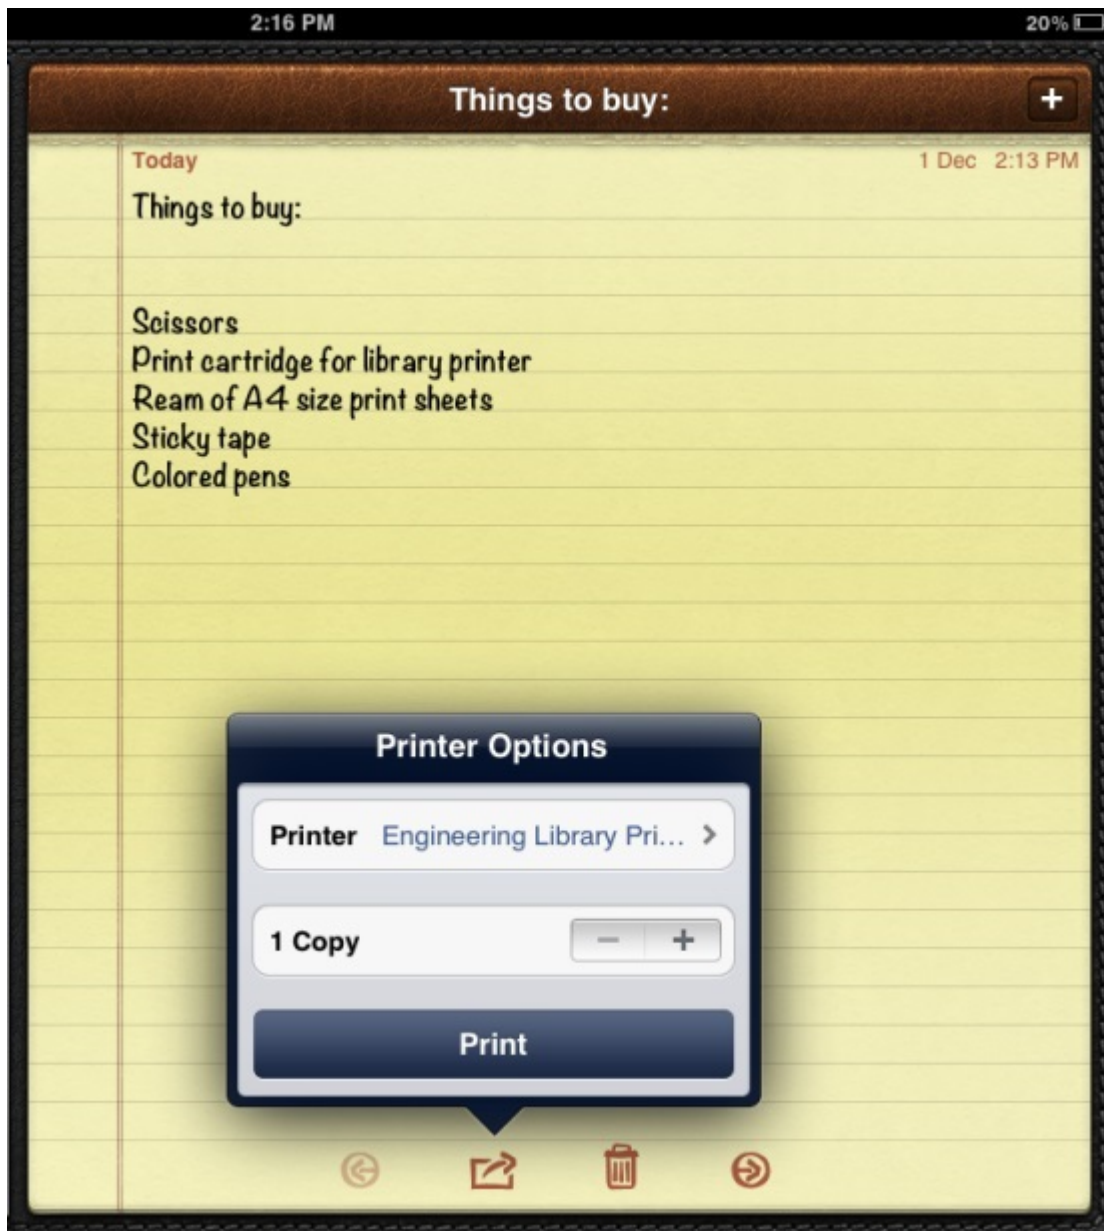 2:16 PM 20%
Things to buy: +
Today 1 Dec 2:13 PM
Things to buy:
Scissors
Print cartridge for library printer
Ream of A4 size print sheets
Sticky tape
Colored pens
Printer Options
Printer Engineering Library Pri... >
1 Copy − +
Print